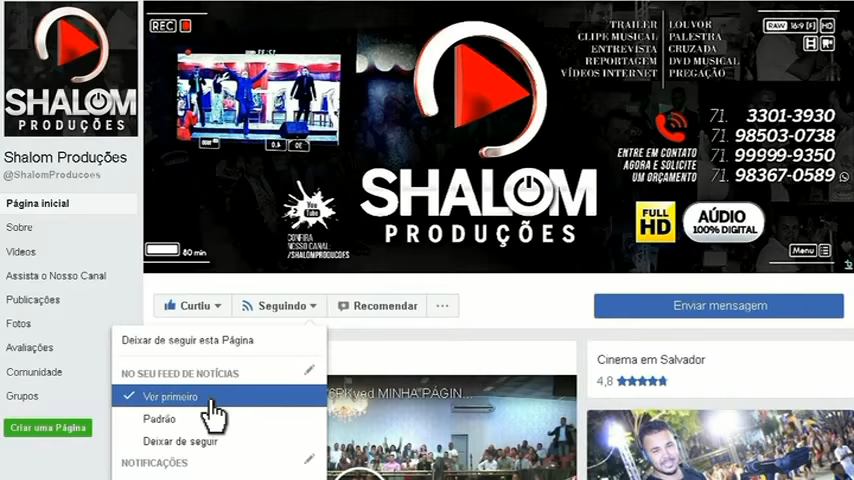 SHALOM
PRODUÇÕES
Shalom Produções
@ShalomProducoes
Página inicial
Sobre
Vídeos
Assista o Nosso Canal
Publicações
Fotos
Avaliações
Comunidade
Grupos
Criar uma Página
REC
80 min
You
Tube
CONFIRA
NOSSO CANAL
/SHALOMPRODUCOES
SHALOM
PRODUÇÕES
TRAILER
CLIPE MUSICAL
ENTREVISTA
REPORTAGEM
VÍDEOS INTERNET
LOUVOR
PALESTRA
CRUZADA
DVD MUSICAL
PREGAÇÃO
RAW 16:9 [F] HD
ENTRE EM CONTATO
AGORA E SOLICITE
UM ORÇAMENTO
71. 3301-3930
71. 98503-0738
71. 99999-9350
71. 98367-0589
FULL
HD
AÚDIO
100% DIGITAL
Menu
Curtiu
Seguindo
Recomendar
...
Enviar mensagem
Deixar de seguir esta Página
NO SEU FEED DE NOTÍCIAS
Ver primeiro
Padrão
Deixar de seguir
NOTIFICAÇÕES
MINHA PÁGIN...
Cinema em Salvador
4,8